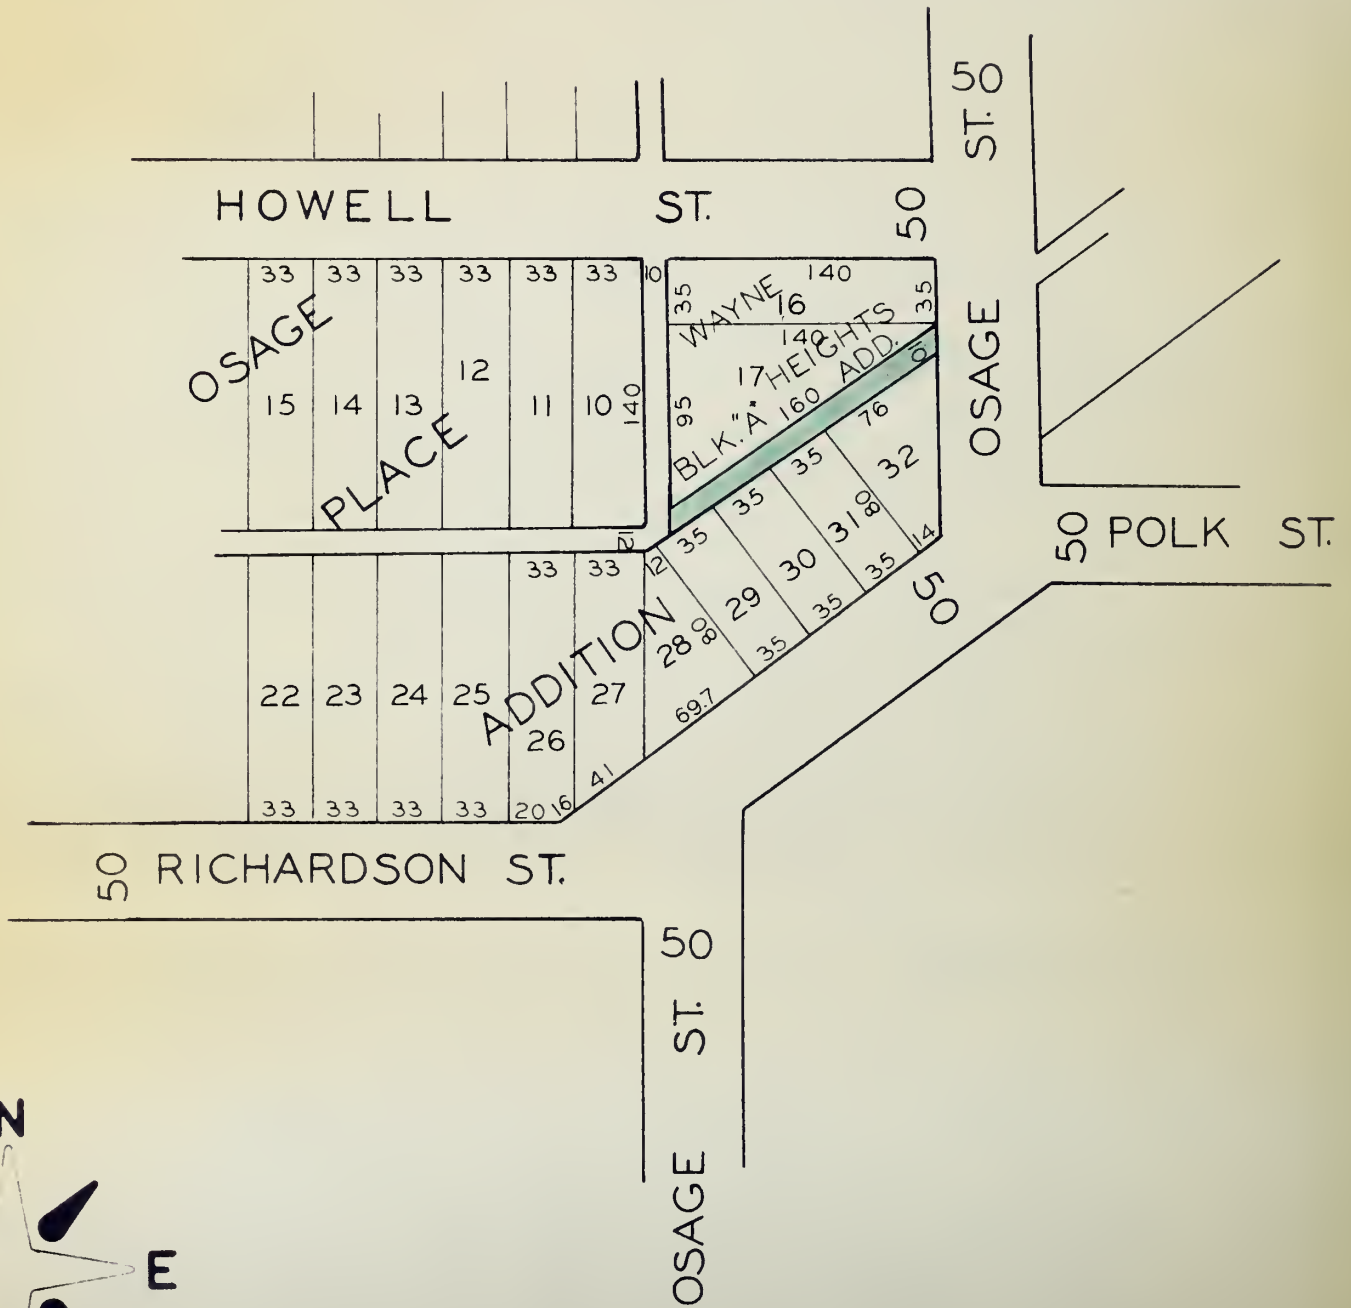 50
ST.
HOWELL ST. 50
33 33 33 33 33 33 10
140
35 WAYNE 16 35
140
OSAGE
17 HEIGHTS
BLK. "A" 160 ADD. 10
95
OSAGE
15 14 13 12 11 10 140
PLACE
76
35 35 35
32
12
33 33 12
80
31
30
29
28 80
14
35
35
35
50
50 POLK ST.
ADDITION
22 23 24 25 26 27
69.7
41
33 33 33 33 20 16
50 RICHARDSON ST.
50
ST.
OSAGE
N
E